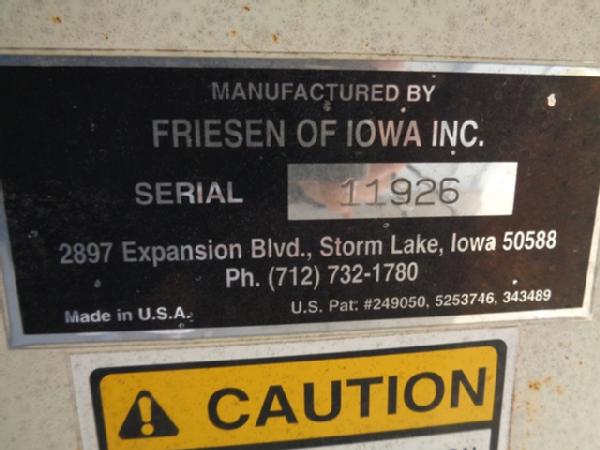 MANUFACTURED BY
FRIESEN OF IOWA INC.
SERIAL 11926
2897 Expansion Blvd., Storm Lake, Iowa 50588
Ph. (712) 732-1780
Made in U.S.A. U.S. Pat. #249050, 5253746, 343489
CAUTION